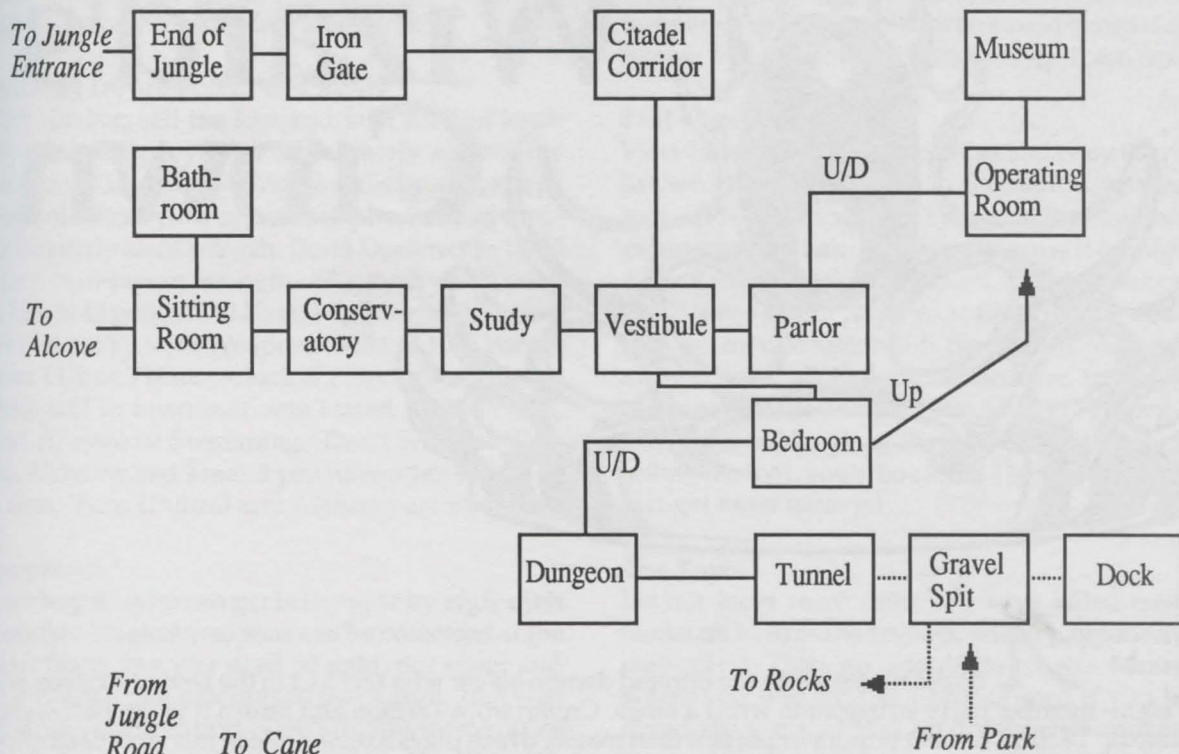 To Jungle
Entrance
End of
Jungle
Iron
Gate
Citadel
Corridor
Museum
Bath-
room
U/D
Operating
Room
To
Alcove
Sitting
Room
Conserv-
atory
Study
Vestibule
Parlor
Up
Bedroom
U/D
Dungeon
Tunnel
Gravel
Spit
Dock
To Rocks
From
Jungle
Road
To Cane
From Park